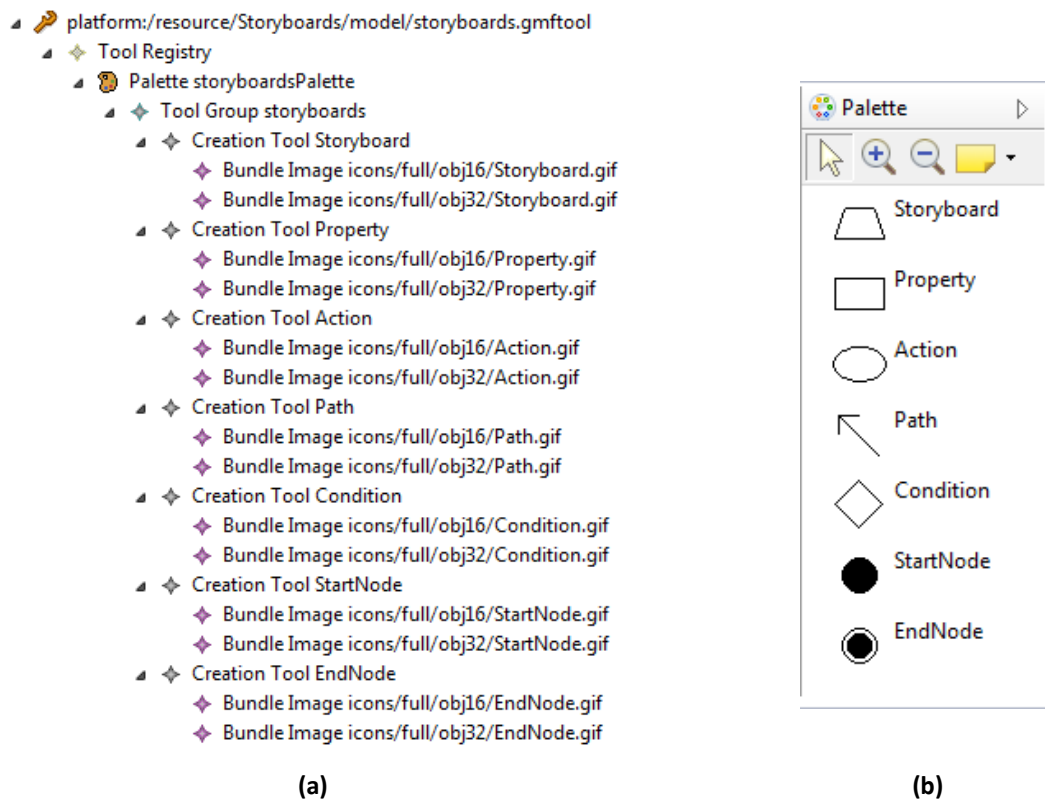 platform:/resource/Storyboards/model/storyboards.gmftool
Tool Registry
Palette storyboardsPalette
Tool Group storyboards
Creation Tool Storyboard
Bundle Image icons/full/obj16/Storyboard.gif
Bundle Image icons/full/obj32/Storyboard.gif
Creation Tool Property
Bundle Image icons/full/obj16/Property.gif
Bundle Image icons/full/obj32/Property.gif
Creation Tool Action
Bundle Image icons/full/obj16/Action.gif
Bundle Image icons/full/obj32/Action.gif
Creation Tool Path
Bundle Image icons/full/obj16/Path.gif
Bundle Image icons/full/obj32/Path.gif
Creation Tool Condition
Bundle Image icons/full/obj16/Condition.gif
Bundle Image icons/full/obj32/Condition.gif
Creation Tool StartNode
Bundle Image icons/full/obj16/StartNode.gif
Bundle Image icons/full/obj32/StartNode.gif
Creation Tool EndNode
Bundle Image icons/full/obj16/EndNode.gif
Bundle Image icons/full/obj32/EndNode.gif
(a)
Palette
Storyboard
Property
Action
Path
Condition
StartNode
EndNode
(b)